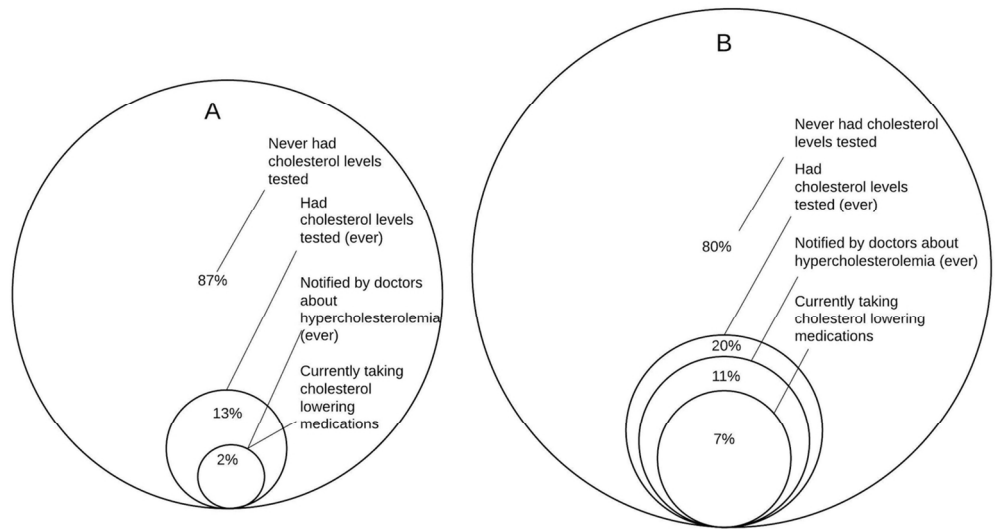 A
Never had
cholesterol levels
tested
Had
cholesterol levels
tested (ever)
87%
Notified by doctors
about
hypercholesterolemia
(ever)
Currently taking
cholesterol
lowering
medications
13%
2%
B
Never had cholesterol
levels tested
Had
cholesterol levels
tested (ever)
80%
Notified by doctors about
hypercholesterolemia (ever)
Currently taking
cholesterol lowering
medications
20%
11%
7%